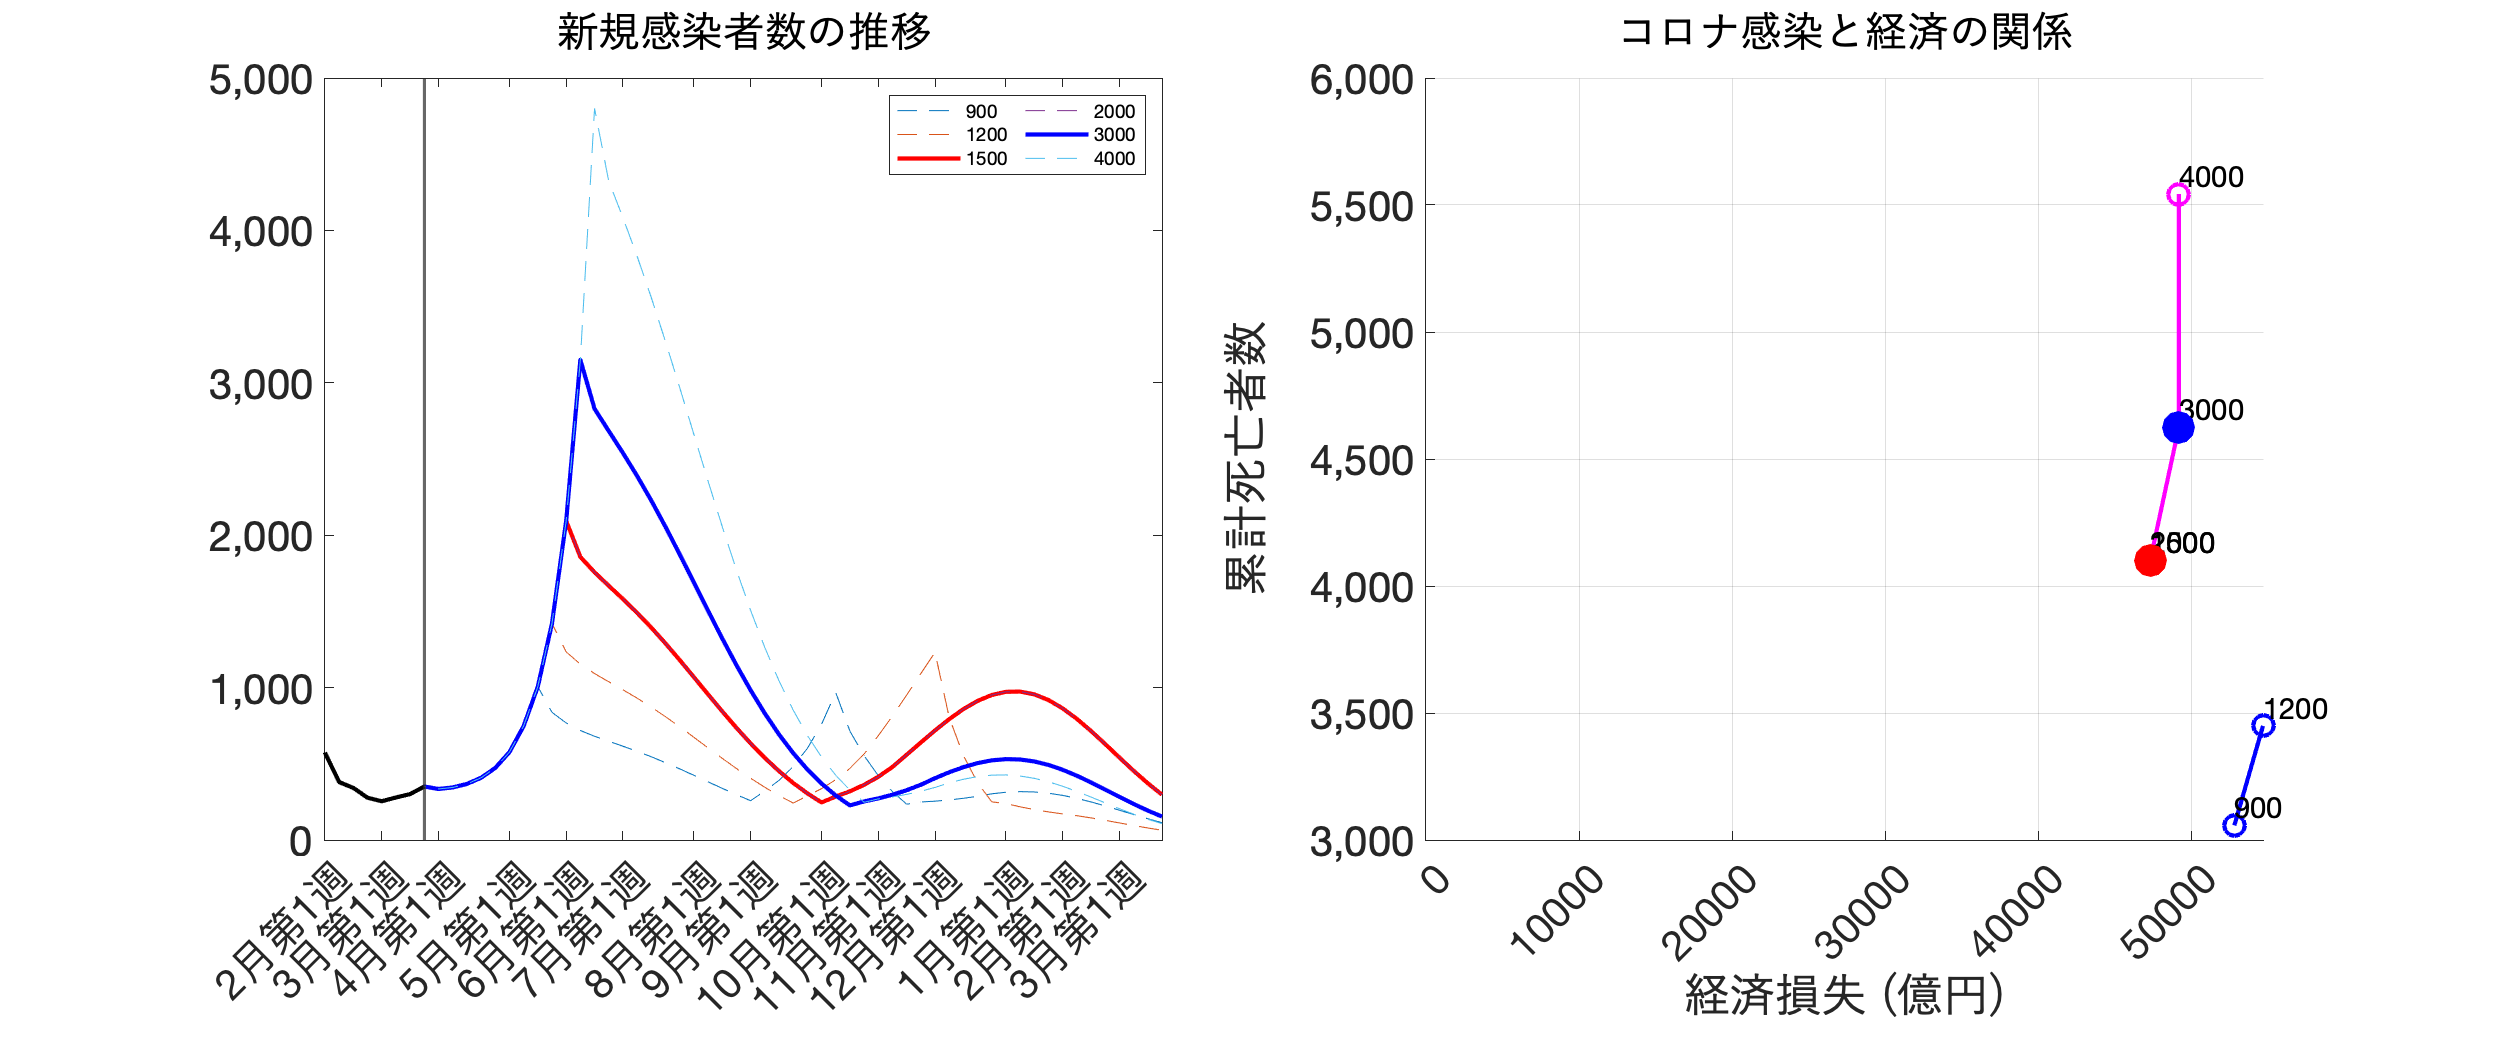 新規感染者数の推移
5,000
4,000
3,000
2,000
1,000
0
900
1200
1500
2000
3000
4000
2月第1週
3月第1週
4月第1週
5月第1週
6月第1週
7月第1週
8月第1週
9月第1週
10月第1週
11月第1週
12月第1週
1月第1週
2月第1週
3月第1週
コロナ感染と経済の関係
累計死亡者数
6,000
5,500
5,000
4,500
4,000
3,500
3,000
4000
3000
1200
900
0
10000
20000
30000
40000
50000
経済損失 (億円)